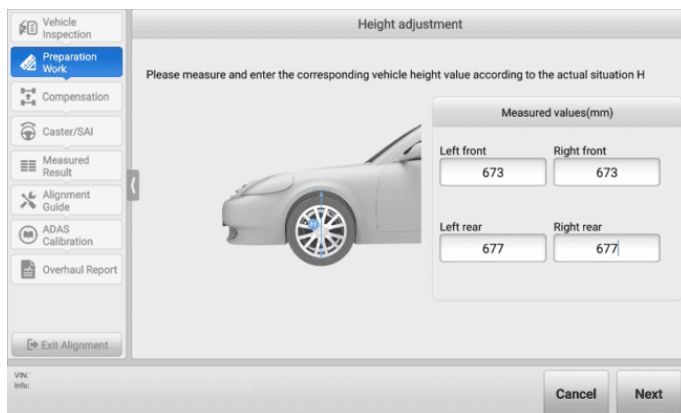 Vehicle
Inspection
Preparation
Work
Compensation
Caster/SAI
Measured
Result
Alignment
Guide
ADAS
Calibration
Overhaul Report
Exit Alignment
Height adjustment
Please measure and enter the corresponding vehicle height value according to the actual situation H
Measured values(mm)
Left front Right front
673 673
Left rear Right rear
677 677
VIN:
Info:
Cancel Next